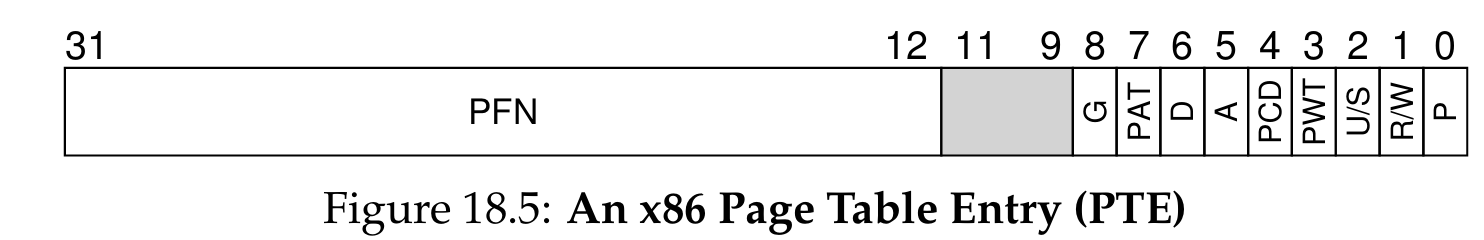 31 12 11 9 8 7 6 5 4 3 2 1 0
PFN G PAT D A PCD PWT U/S R/W P
Figure 18.5: An x86 Page Table Entry (PTE)